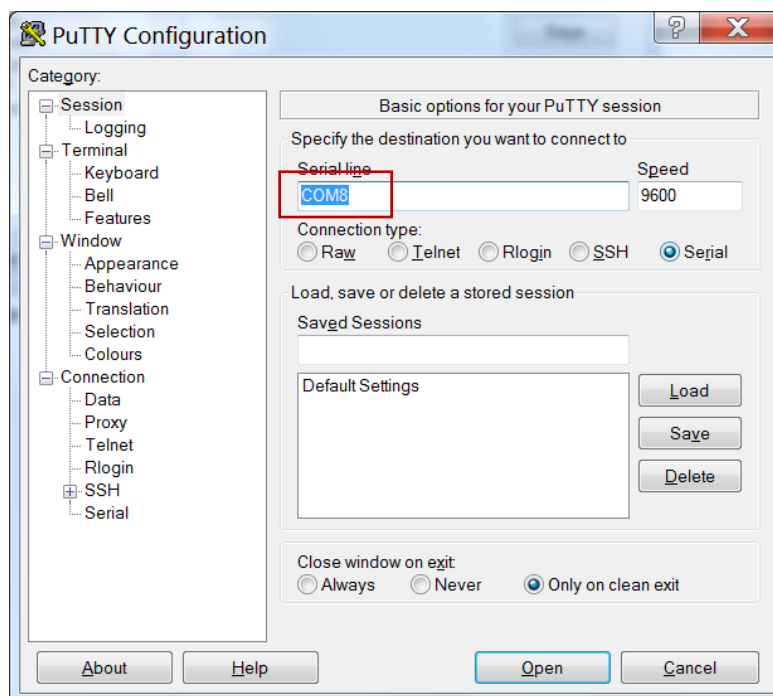 PuTTY Configuration
Category:
Session
Logging
Terminal
Keyboard
Bell
Features
Window
Appearance
Behaviour
Translation
Selection
Colours
Connection
Data
Proxy
Telnet
Rlogin
SSH
Serial
Basic options for your PuTTY session
Specify the destination you want to connect to
Serial line Speed
COM8 9600
Connection type:
Raw Telnet Rlogin SSH Serial
Load, save or delete a stored session
Saved Sessions
Default Settings
Load
Save
Delete
Close window on exit:
Always Never Only on clean exit
About Help Open Cancel